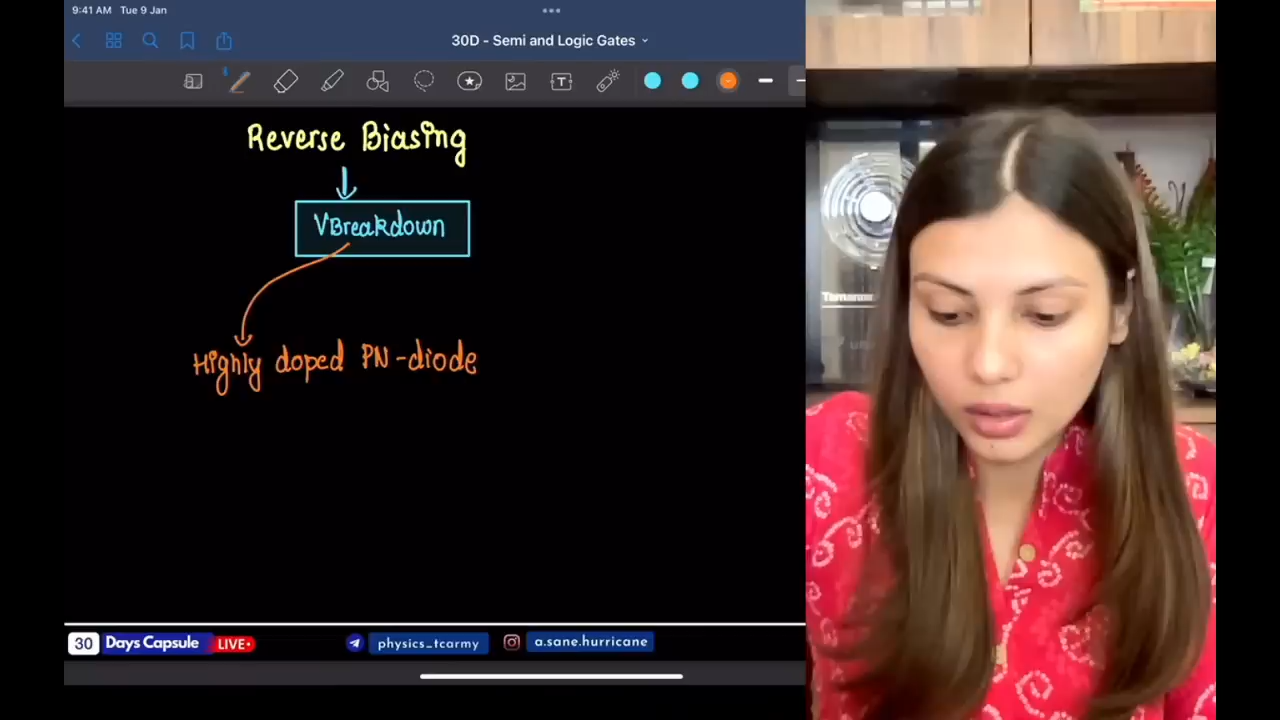 9:41 AM Tue 9 Jan
30D - Semi and Logic Gates
Reverse Biasing
VBreakdown
Highly doped PN-diode
30 Days Capsule LIVE
physics_tcarmy
a.sane.hurricane